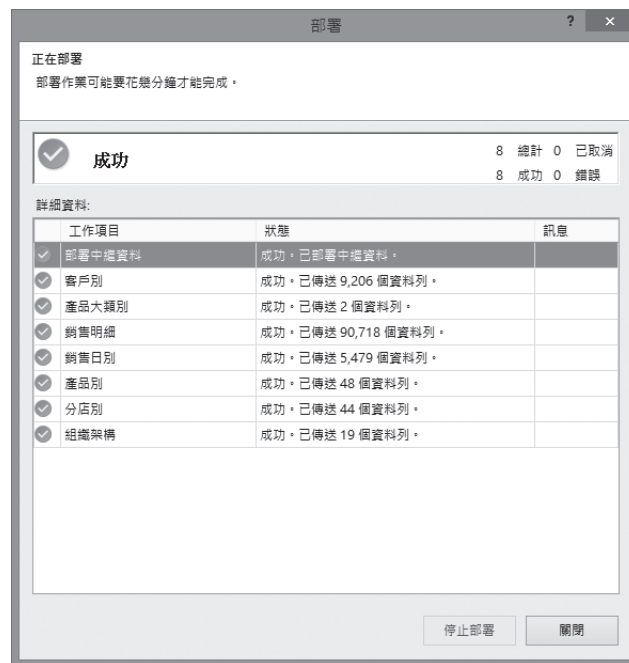 部署
? ×
正在部署
部署作業可能要花幾分鐘才能完成。
成功
8 總計 0 已取消
8 成功 0 錯誤
詳細資料:
工作項目 狀態 訊息
部署中繼資料 成功。已部署中繼資料。
客戶別 成功。已傳送 9,206 個資料列。
產品大類別 成功。已傳送 2 個資料列。
銷售明細 成功。已傳送 90,718 個資料列。
銷售日別 成功。已傳送 5,479 個資料列。
產品別 成功。已傳送 48 個資料列。
分店別 成功。已傳送 44 個資料列。
組織架構 成功。已傳送 19 個資料列。
停止部署 關閉